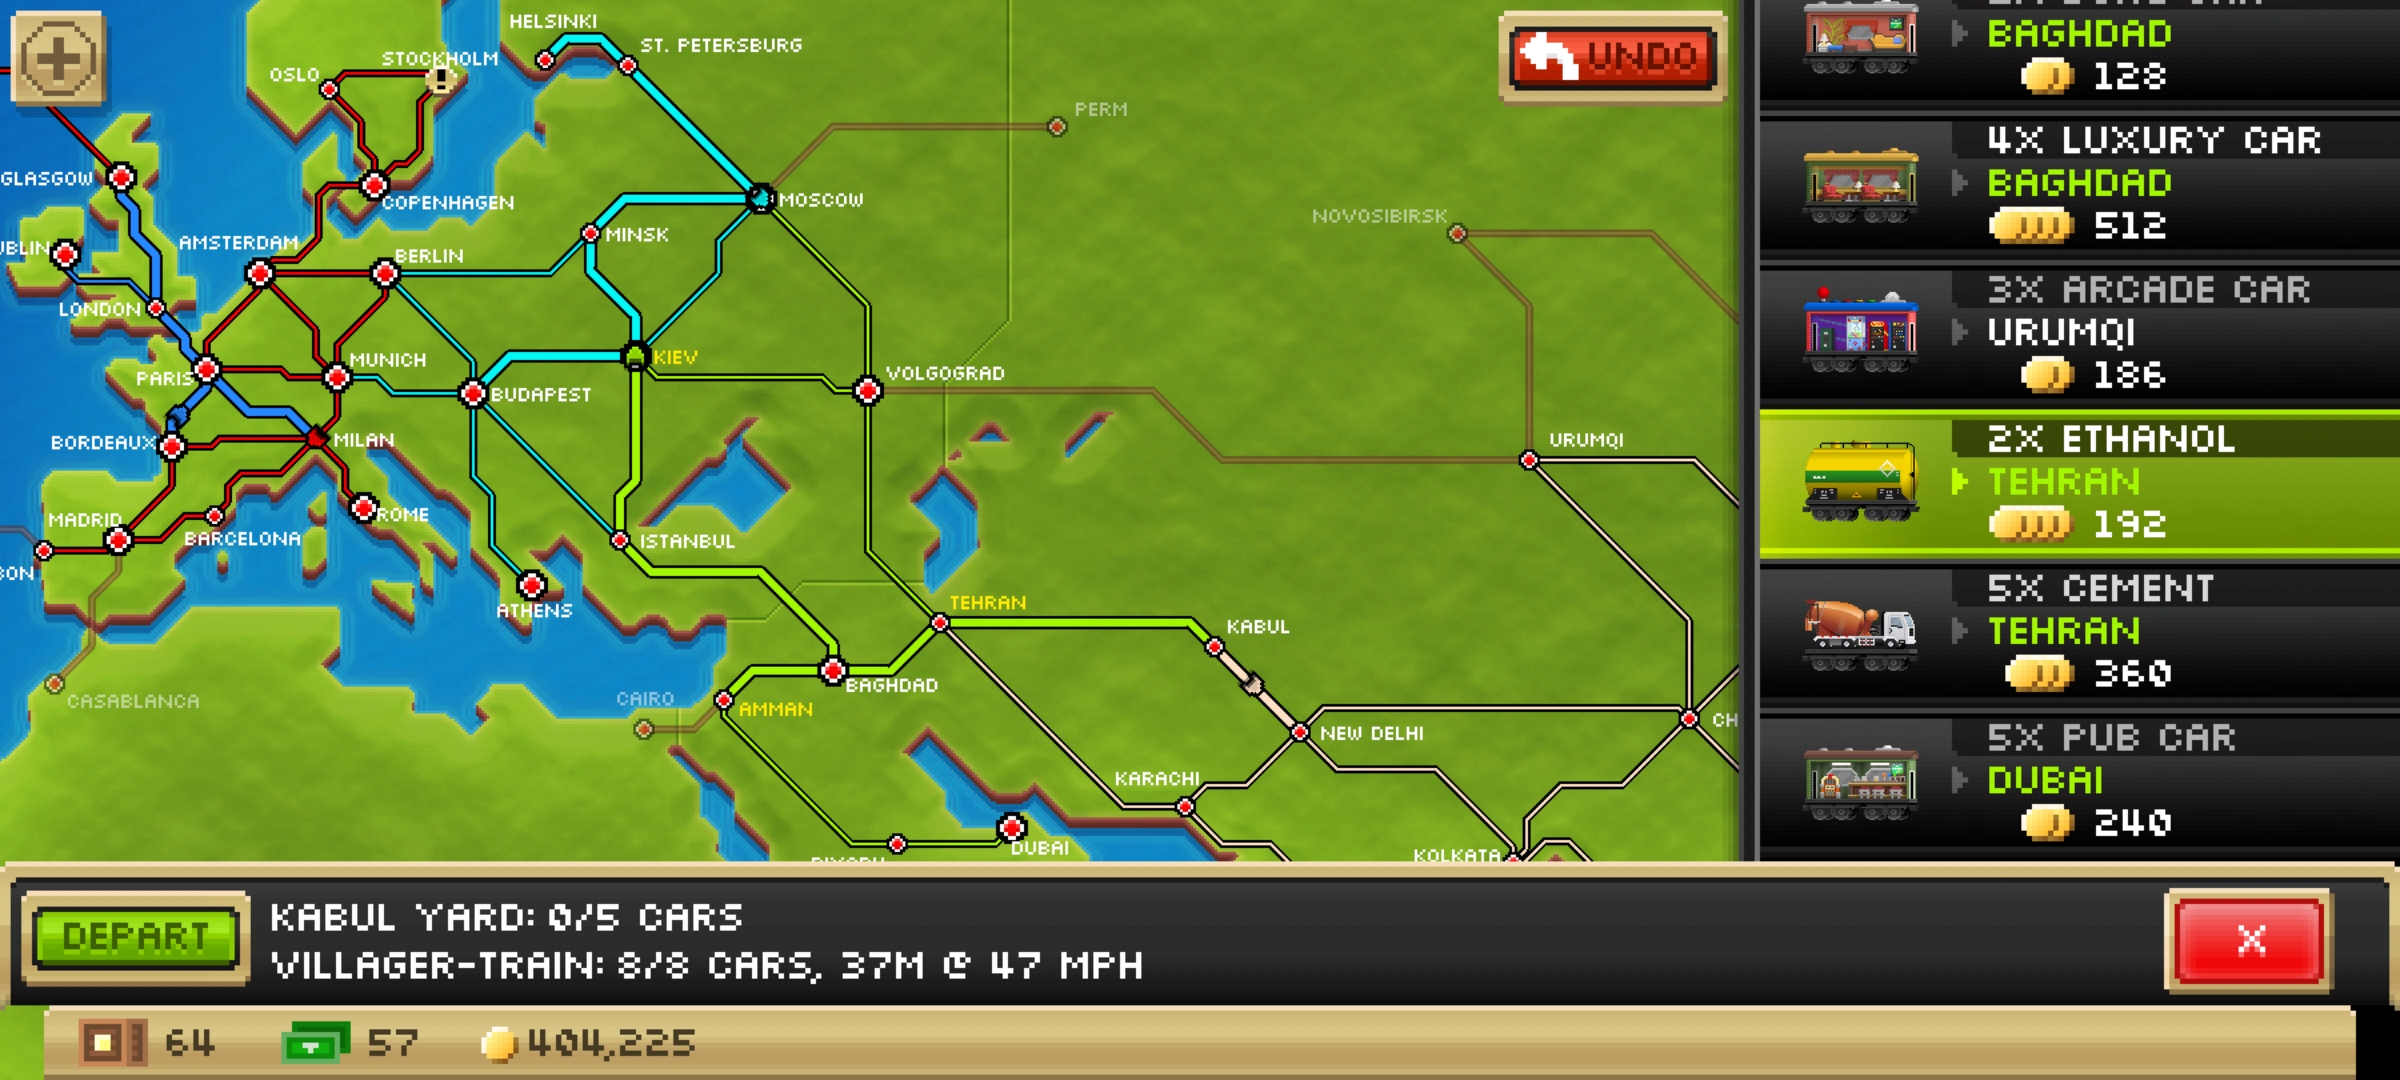 HELSINKI
ST. PETERSBURG
STOCKHOLM
OSLO
UNDO
PERM
GLASGOW
COPENHAGEN
MOSCOW
NOVOSIBIRSK
MINSK
AMSTERDAM
BERLIN
LONDON
MUNICH
KIEV
PARIS
VOLGOGRAD
BUDAPEST
BORDEAUX
MILAN
URUMQI
MADRID
ROME
BARCELONA
ISTANBUL
ATHENS
TEHRAN
KABUL
CASABLANCA
CAIRO
BAGHDAD
AMMAN
CH
NEW DELHI
KARACHI
DUBAI
KOLKATA
BAGHDAD
128
4X LUXURY CAR
BAGHDAD
512
3X ARCADE CAR
URUMQI
186
2X ETHANOL
TEHRAN
192
5X CEMENT
TEHRAN
360
5X PUB CAR
DUBAI
240
DEPART
KABUL YARD: 0/5 CARS
VILLAGER-TRAIN: 8/8 CARS, 37M @ 47 MPH
X
64
57
404,225